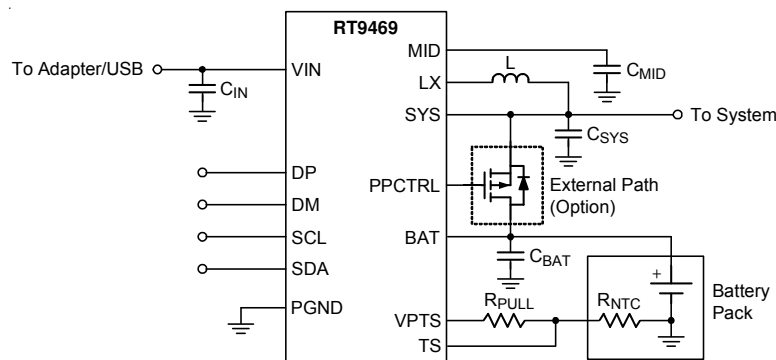 RT9469
MID
To Adapter/USB
VIN
L
C_MID
LX
C_IN
SYS
To System
C_SYS
DP
PPCTRL
External Path
(Option)
DM
SCL
BAT
C_BAT
SDA
+
Battery
Pack
PGND
R_PULL
R_NTC
VPTS
TS